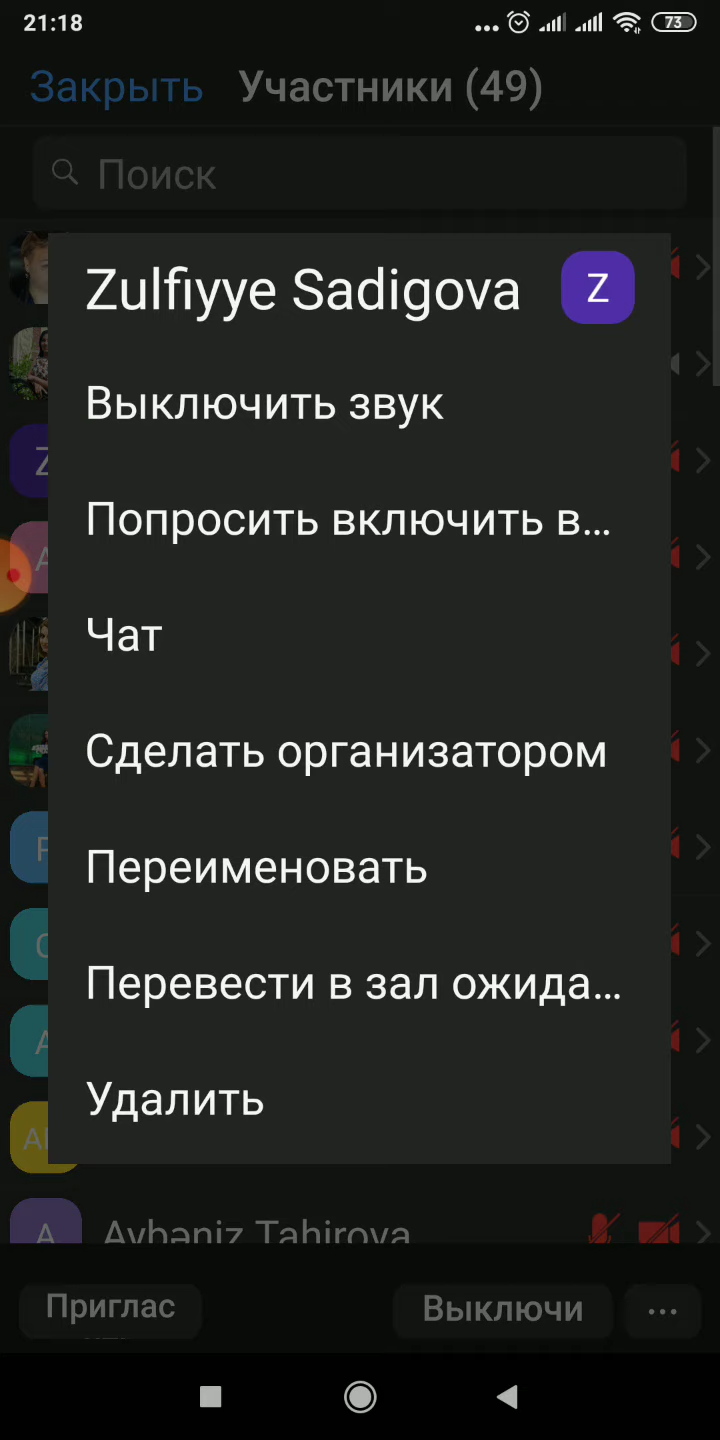 21:18
73
Закрыть Участники (49)
Поиск
Zulfiyye Sadigova Z
Выключить звук
Попросить включить в...
Чат
Сделать организатором
Переименовать
Перевести в зал ожида...
Удалить
A Aybəniz Tahirova
Приглас Выключи ...